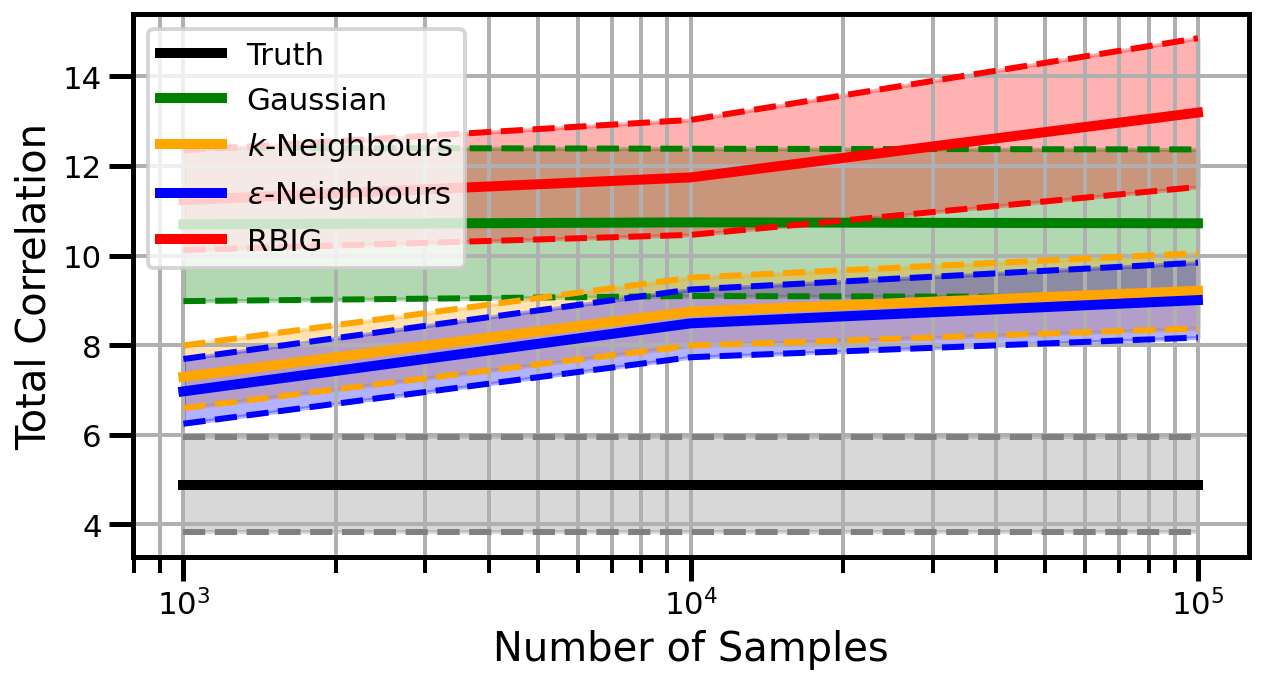 Truth
Gaussian
k-Neighbours
ε-Neighbours
RBIG
Total Correlation
14
12
10
8
6
4
10³
10⁴
10⁵
Number of Samples